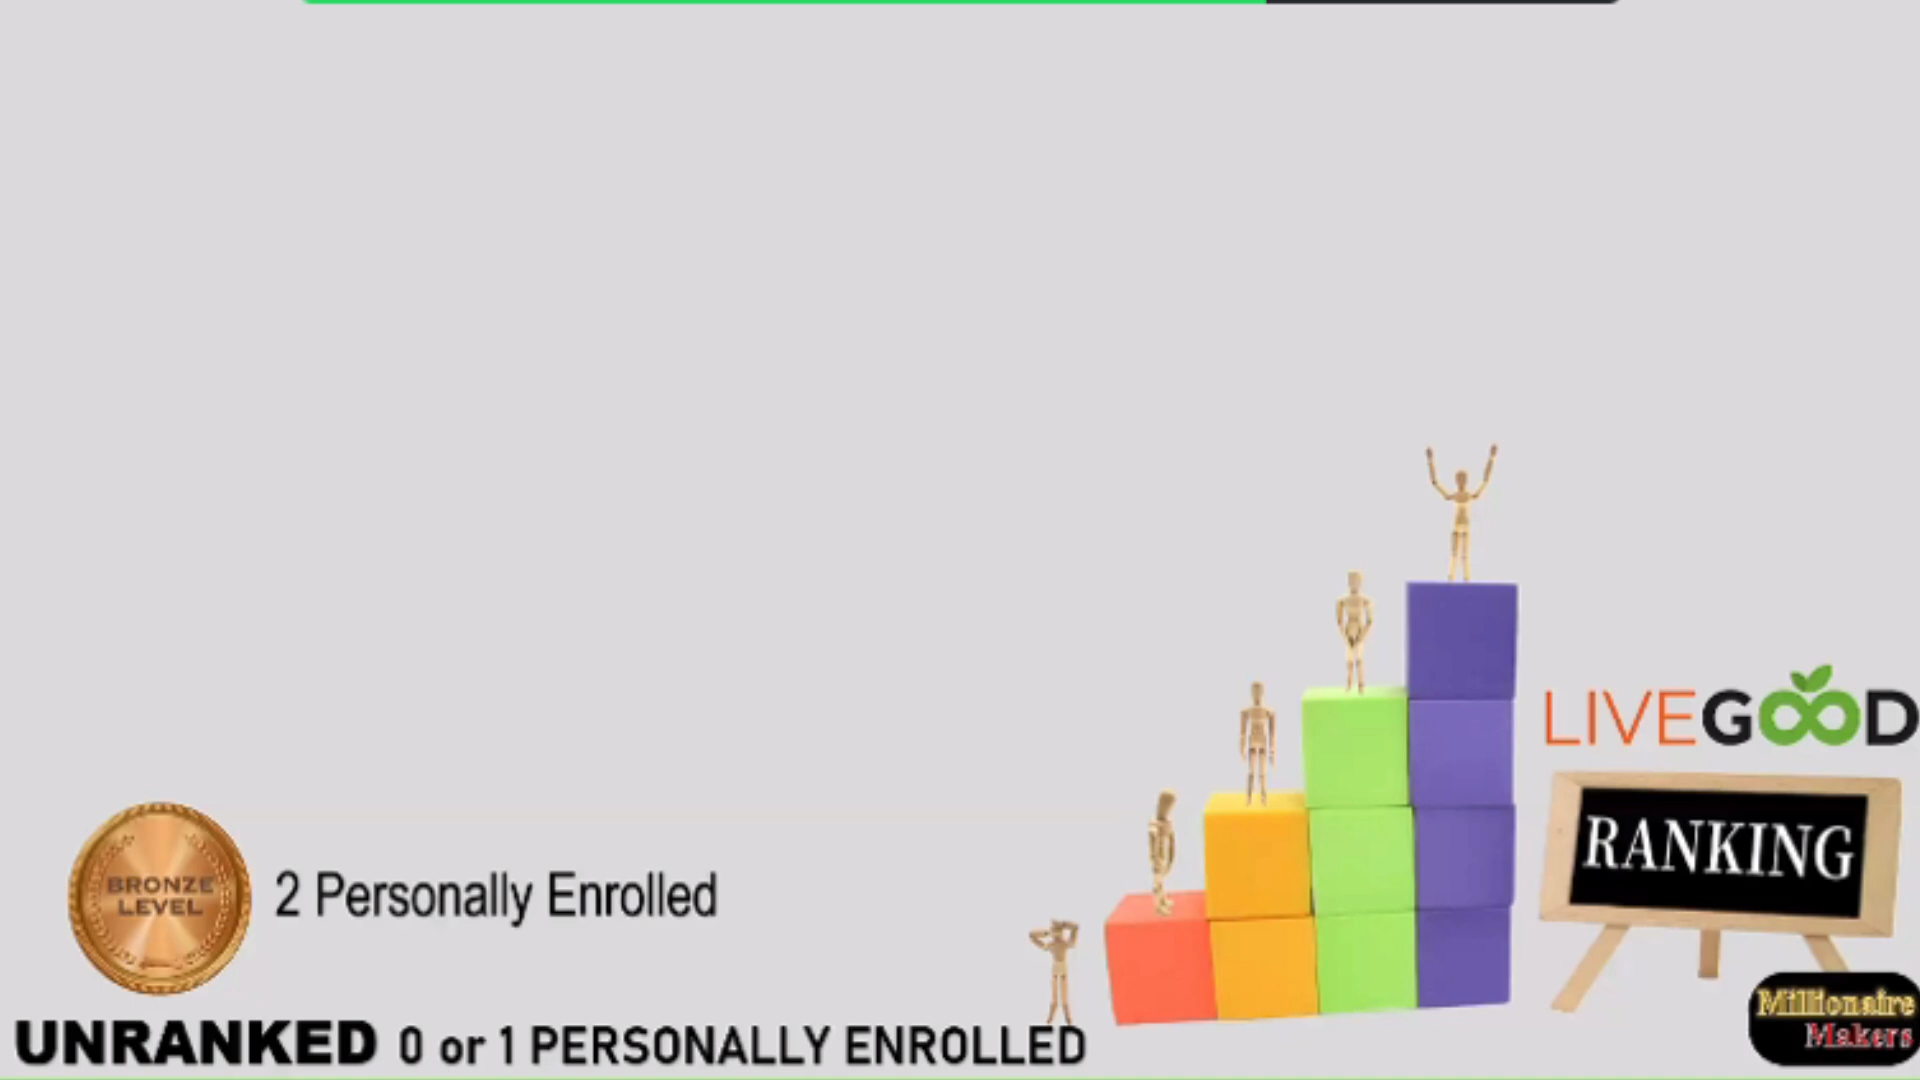 LIVEGOOD
RANKING
BRONZE
LEVEL
2 Personally Enrolled
UNRANKED 0 or 1 PERSONALLY ENROLLED
Millionaire
Makers